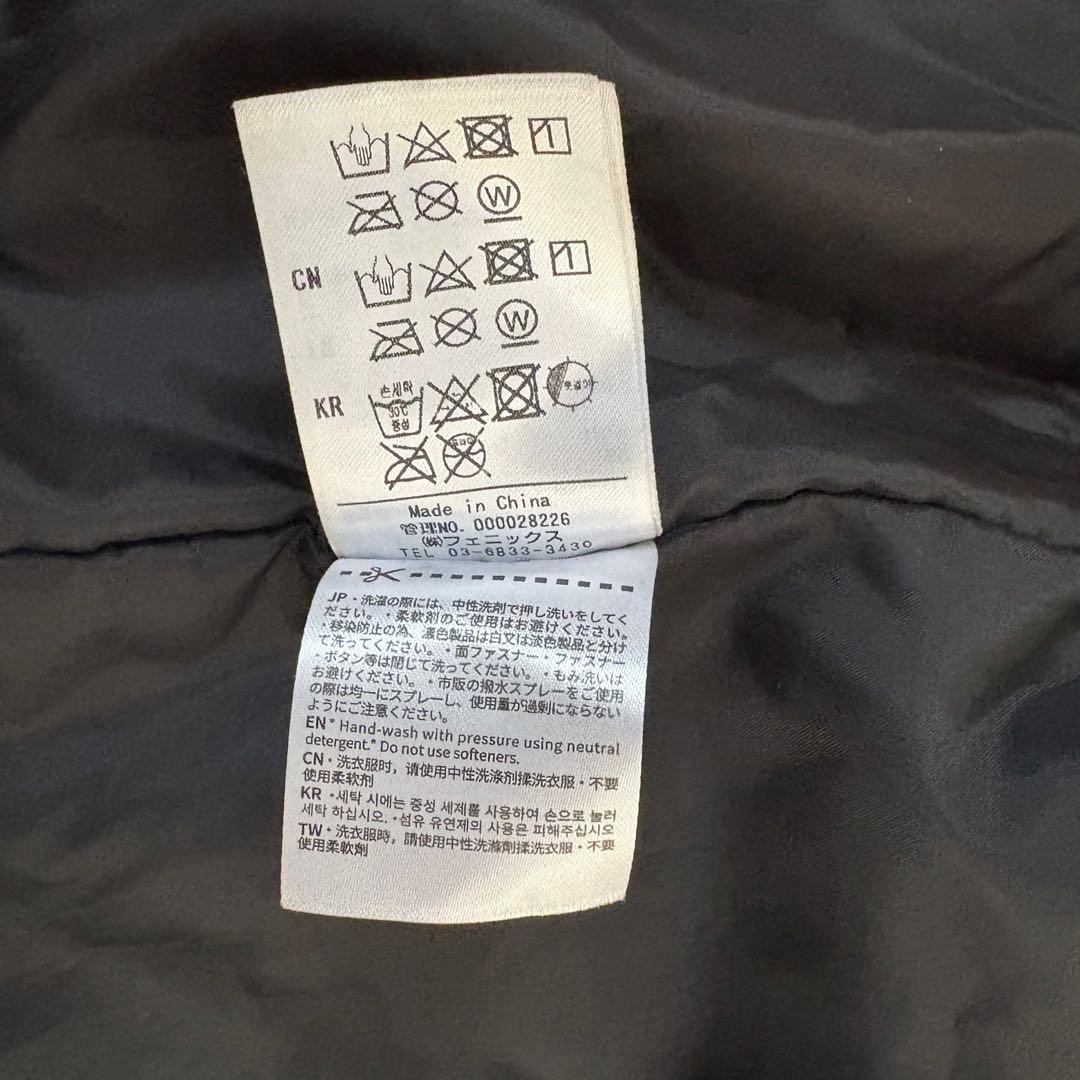 W
CN
W
KR
손세탁
30℃
중성
Made in China
管理NO. 000028226
(株)フェニックス
TEL 03-6833-3430
JP・洗濯の際には、中性洗剤で押し洗いをしてく
ださい。・柔軟剤のご使用はお避けください。
・移染防止の為、濃色製品は白又は淡色製品と分け
て洗ってください。・面ファスナー・ファスナー
・ボタン等は閉じて洗ってください。・もみ洗いは
お避けください。・市販の撥水スプレーをご使用
の際は均一にスプレーし、使用量が過剰にならない
ようにご注意ください。
EN* Hand-wash with pressure using neutral
detergent.* Do not use softeners.
CN・洗衣服时，请使用中性洗涤剂揉洗衣服・不要
使用柔软剂
KR・세탁 시에는 중성 세제를 사용하여 손으로 눌러
세탁 하십시오.・섬유 유연제의 사용은 피해주십시오
TW・洗衣服時，請使用中性洗滌劑揉洗衣服・不要
使用柔軟劑